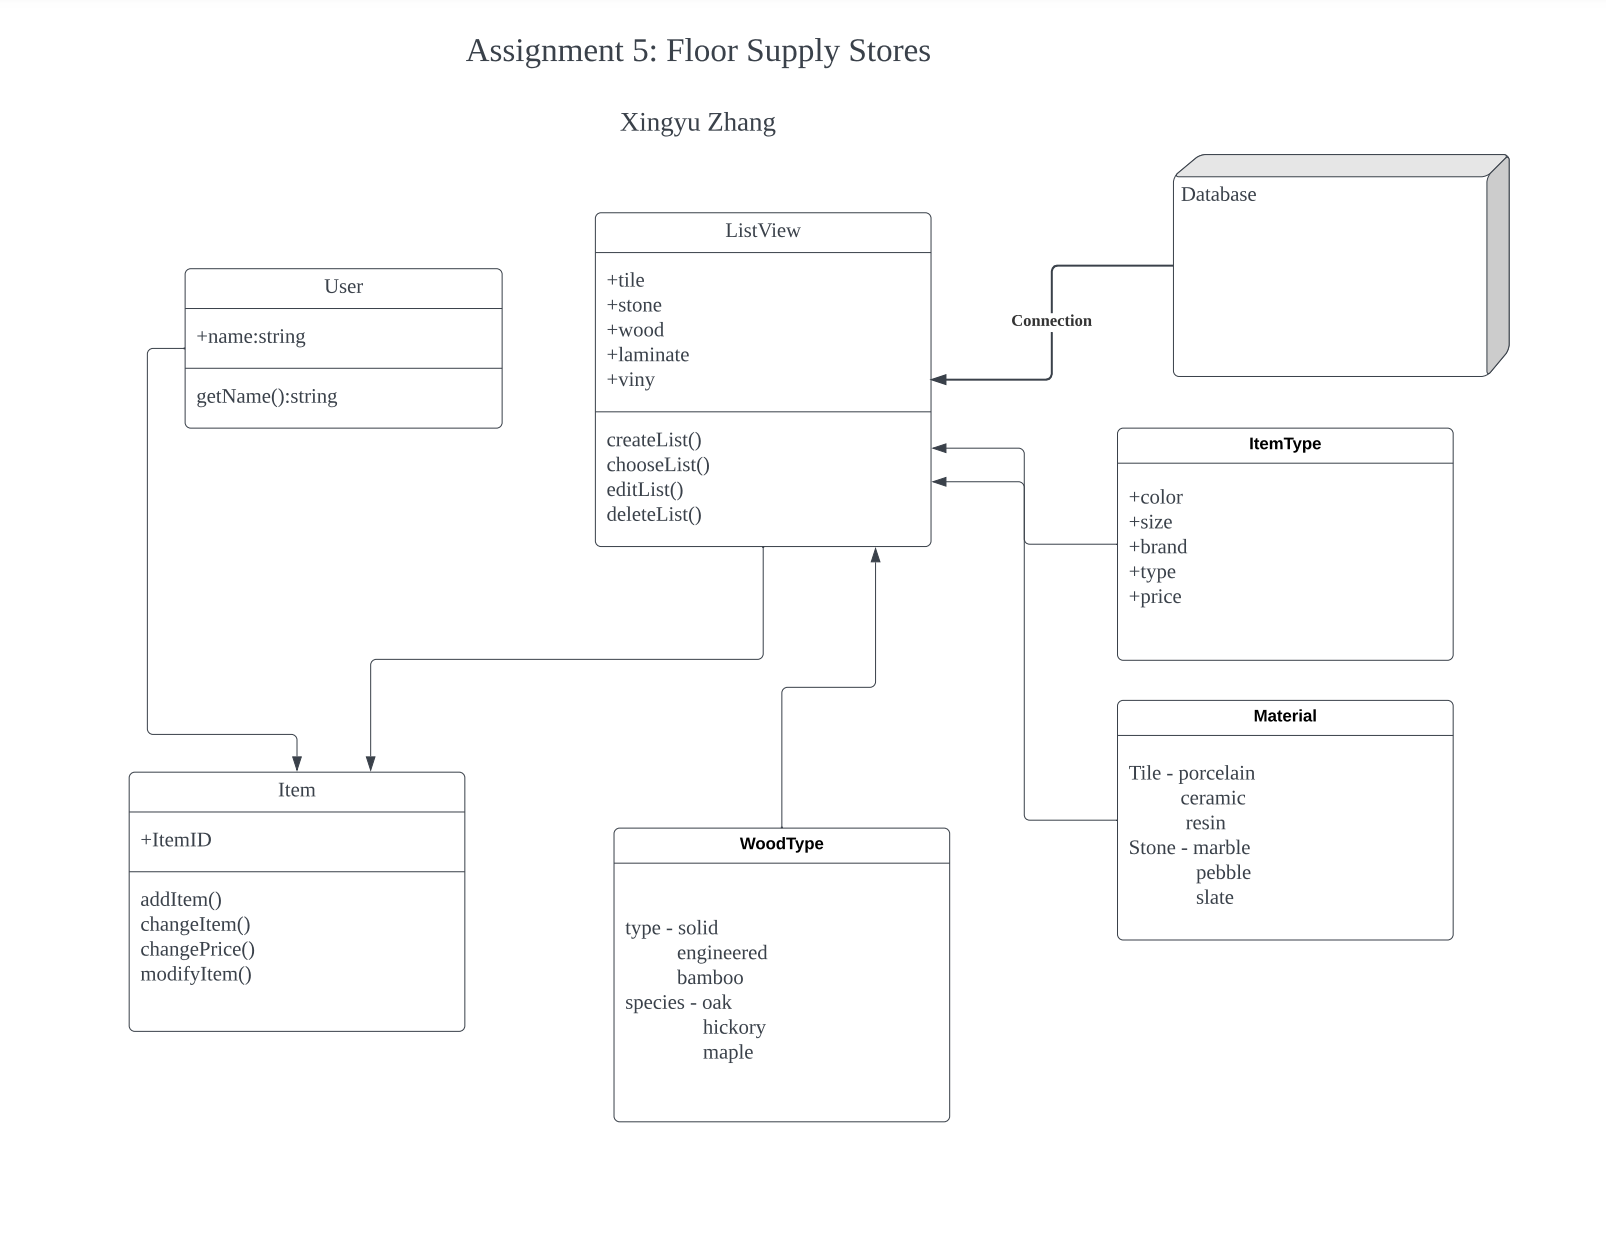 Assignment 5: Floor Supply Stores
Xingyu Zhang
Database
ListView
+tile
+stone
+wood
+laminate
+viny
createList()
chooseList()
editList()
deleteList()
User
+name:string
getName():string
Connection
ItemType
+color
+size
+brand
+type
+price
Material
Tile - porcelain
ceramic
resin
Stone - marble
pebble
slate
Item
+ItemID
addItem()
changeItem()
changePrice()
modifyItem()
WoodType
type - solid
engineered
bamboo
species - oak
hickory
maple